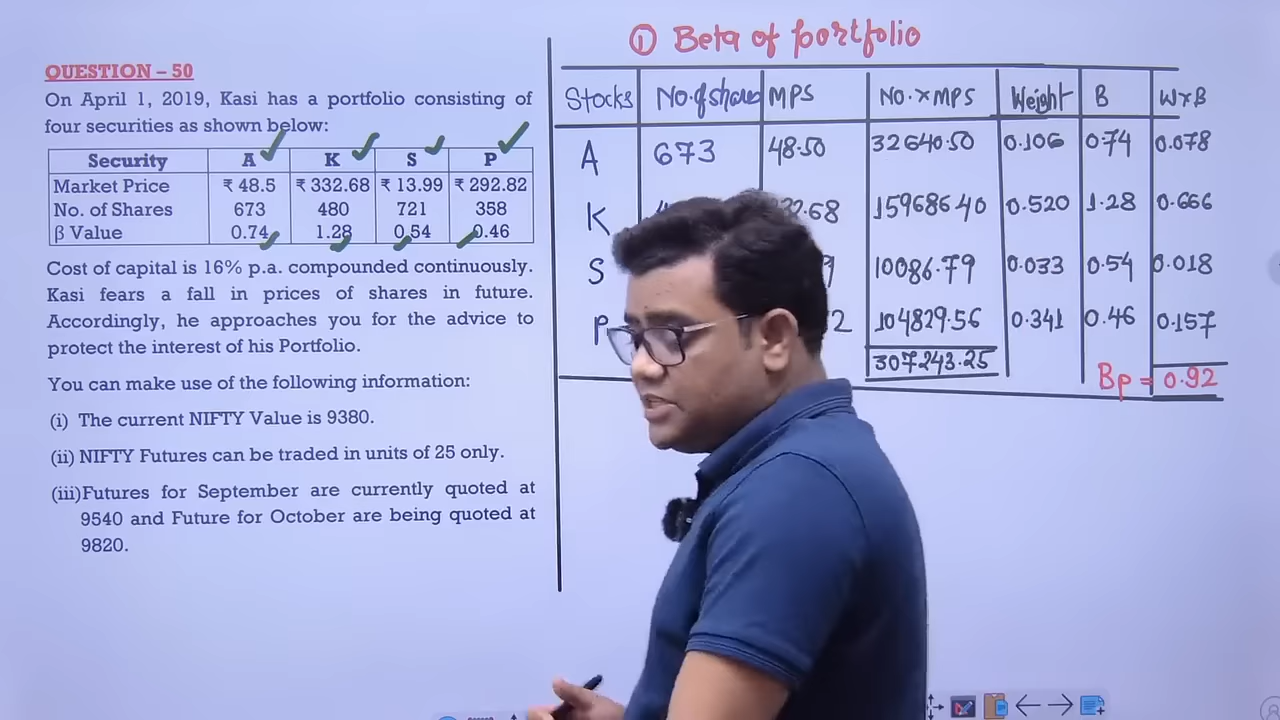 QUESTION – 50
On April 1, 2019, Kasi has a portfolio consisting of
four securities as shown below:
Security A K S P
Market Price ₹ 48.5 ₹ 332.68 ₹ 13.99 ₹ 292.82
No. of Shares 673 480 721 358
β Value 0.74 1.28 0.54 0.46
Cost of capital is 16% p.a. compounded continuously.
Kasi fears a fall in prices of shares in future.
Accordingly, he approaches you for the advice to
protect the interest of his Portfolio.
You can make use of the following information:
(i) The current NIFTY Value is 9380.
(ii) NIFTY Futures can be traded in units of 25 only.
(iii)Futures for September are currently quoted at
9540 and Future for October are being quoted at
9820.
① Beta of portfolio
Stocks No. of shares MPS No. × MPS Weight B W×B
A 673 48.50 32640.50 0.106 0.74 0.078
K 159686.40 0.520 1.28 0.666
S 10086.79 0.033 0.54 0.018
P 104829.56 0.341 0.46 0.157
307243.25
Bp = 0.92